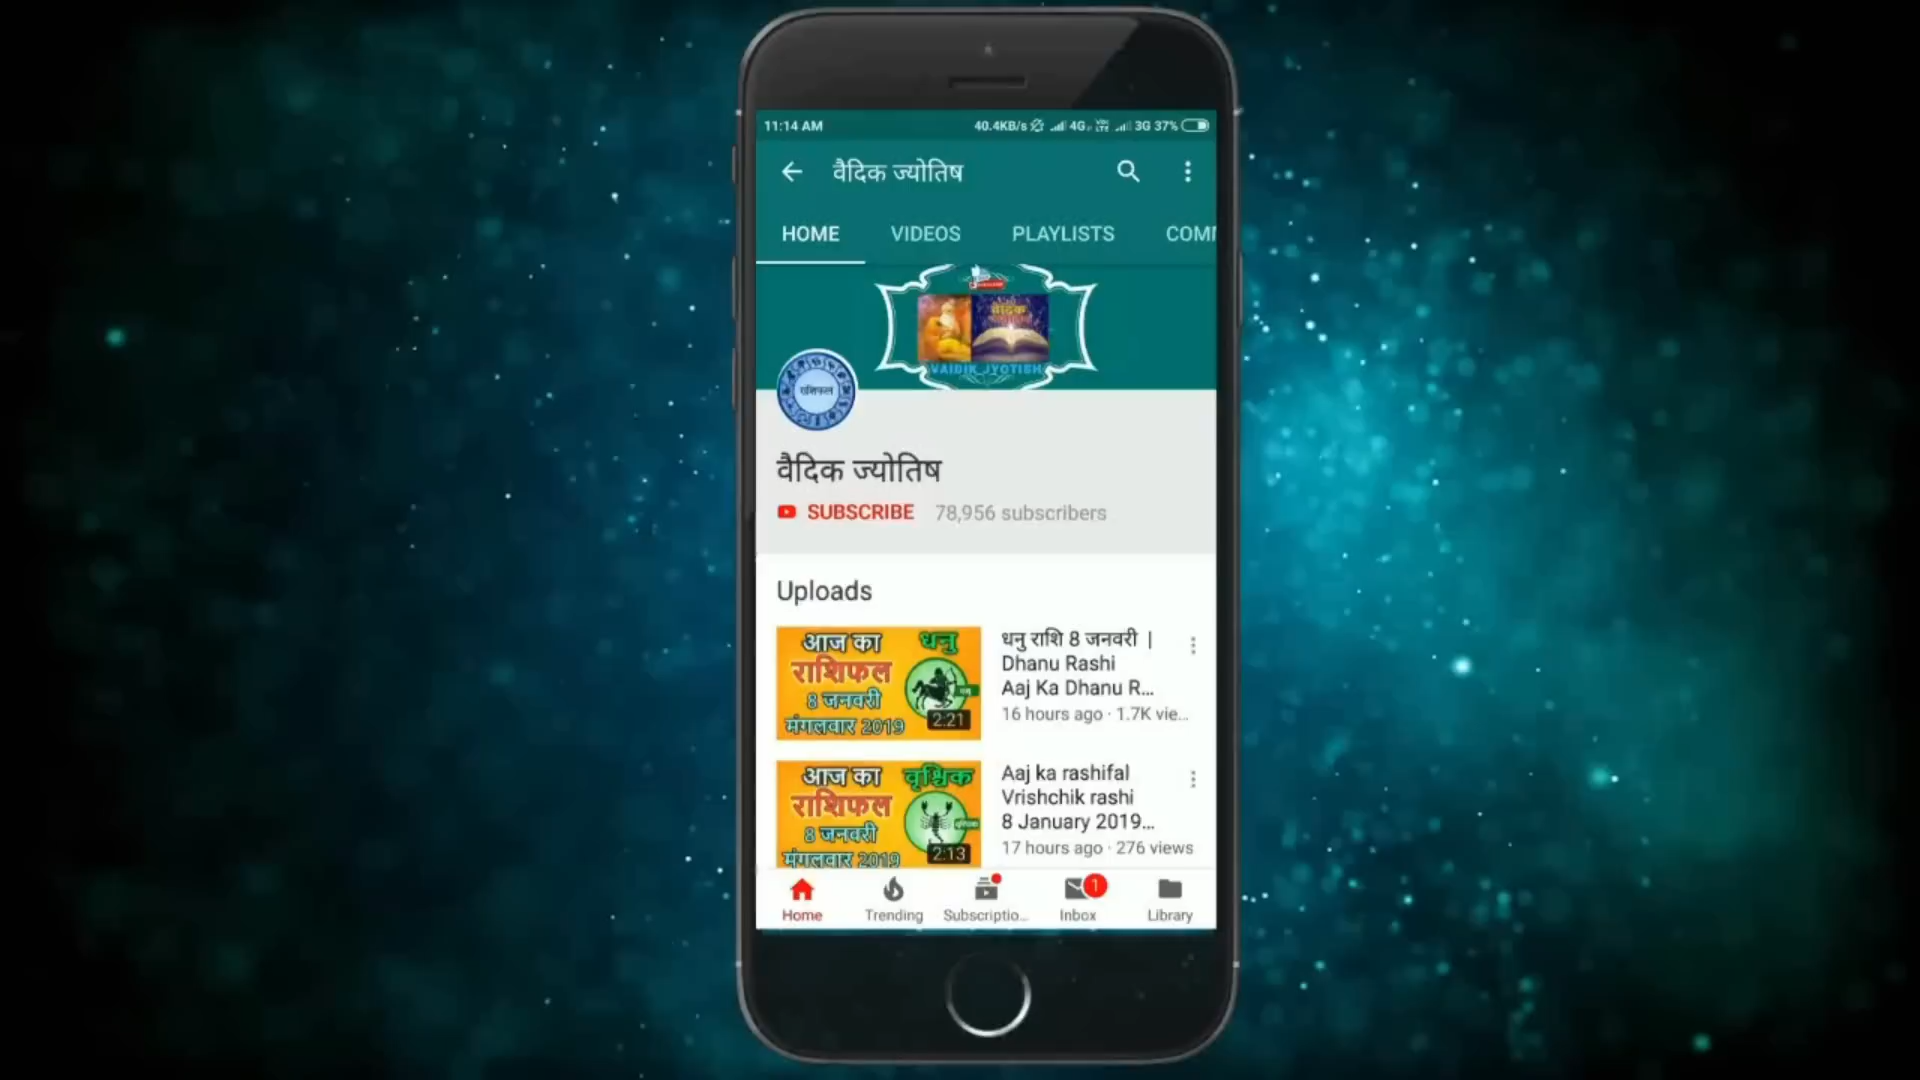 11:14 AM 40.4KB/s 4G VoLTE 3G 37%
वैदिक ज्योतिष
HOME VIDEOS PLAYLISTS COMM
वैदिक
VAIDIK JYOTISH
राशिफल
वैदिक ज्योतिष
SUBSCRIBE 78,956 subscribers
Uploads
आज का धनु
राशिफल
8 जनवरी
मंगलवार 2019
2:21
धनु राशि 8 जनवरी |
Dhanu Rashi
Aaj Ka Dhanu R...
16 hours ago · 1.7K vie...
आज का वृश्चिक
राशिफल
8 जनवरी
मंगलवार 2019
2:13
Aaj ka rashifal
Vrishchik rashi
8 January 2019...
17 hours ago · 276 views
Home Trending Subscriptio... Inbox 1 Library